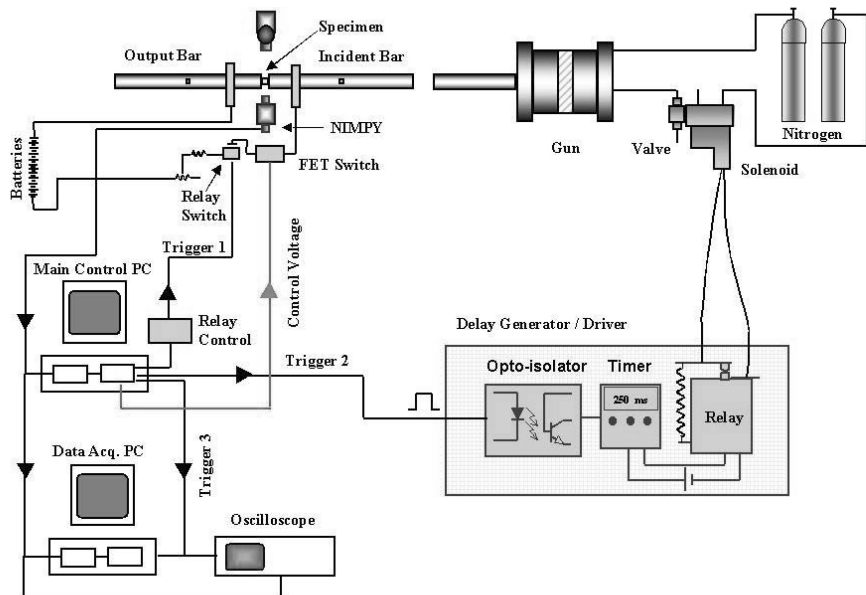 Specimen
Output Bar
Incident Bar
NIMPY
Batteries
FET Switch
Relay
Switch
Gun
Valve
Nitrogen
Solenoid
Trigger 1
Control Voltage
Main Control PC
Relay
Control
Trigger 2
Delay Generator / Driver
Opto-isolator
Timer
250 ms
Relay
Trigger 3
Data Acq. PC
Oscilloscope